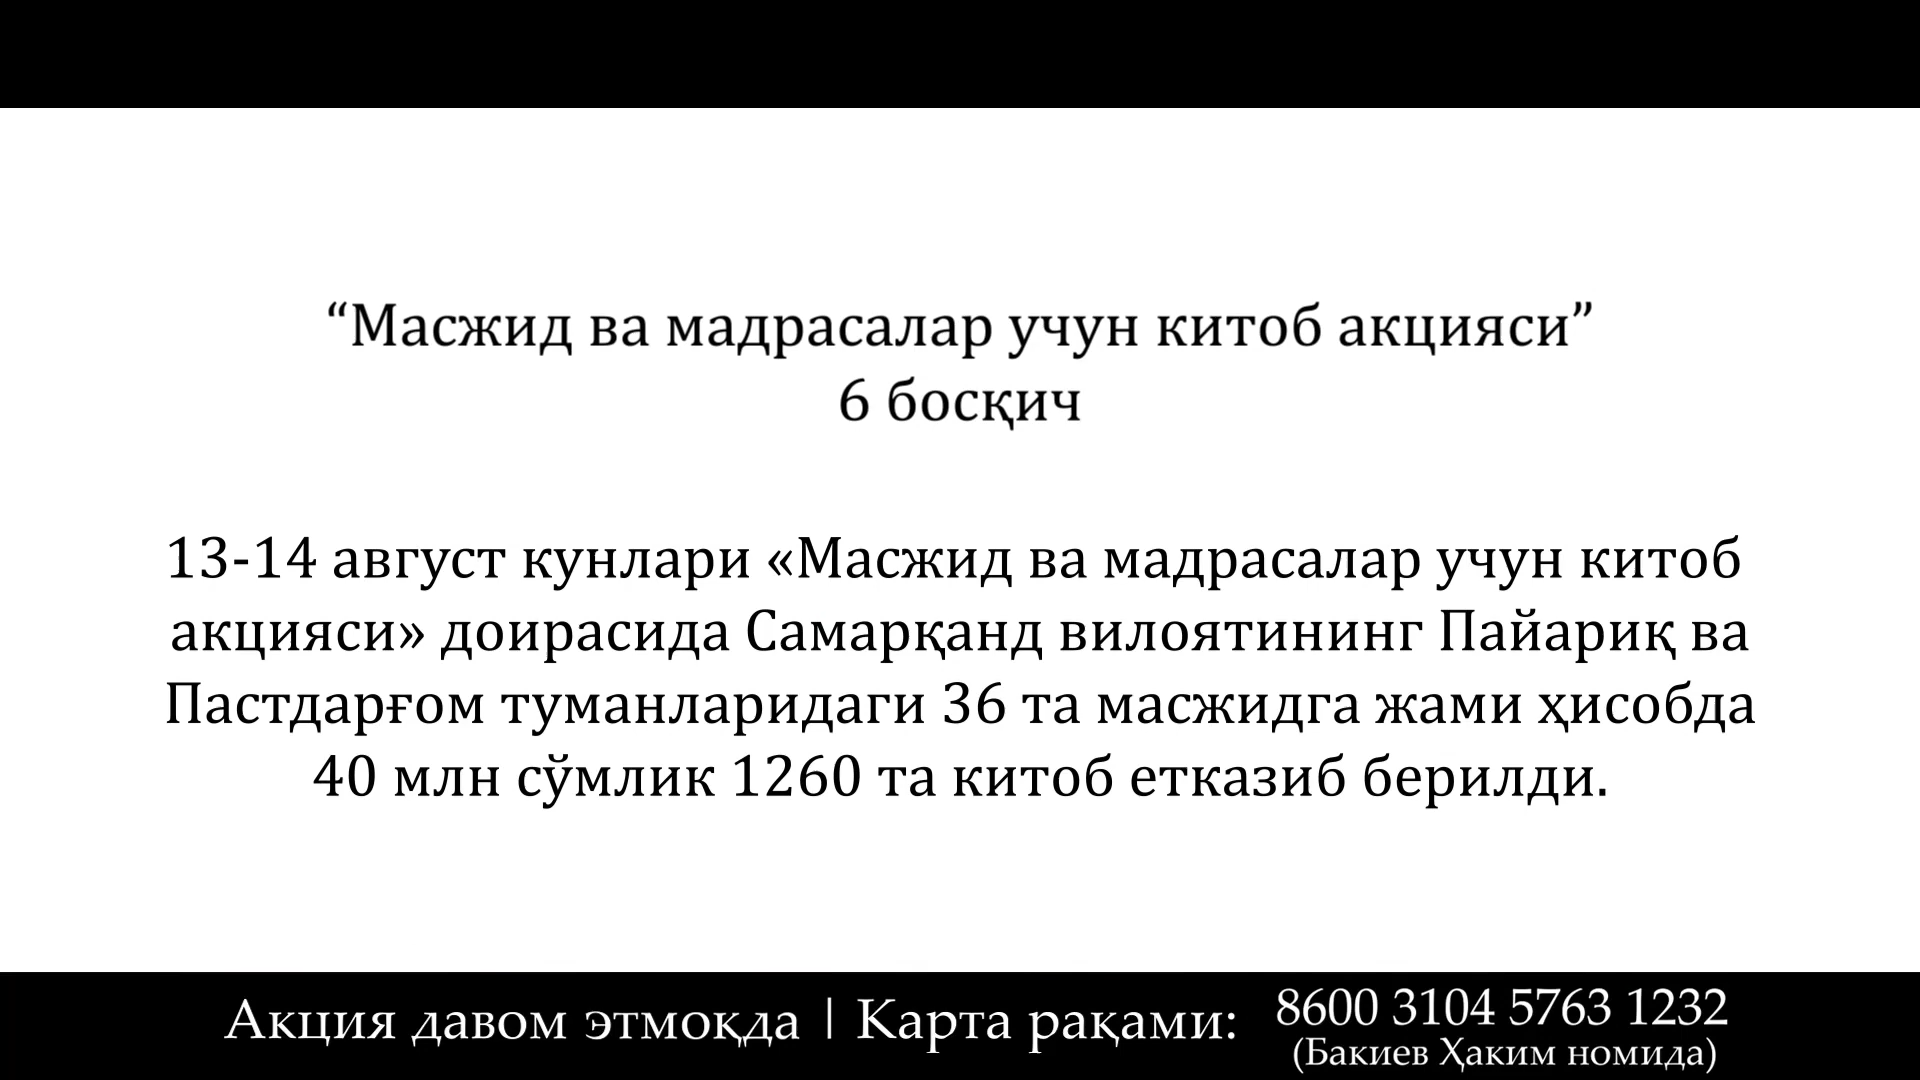 “Масжид ва мадрасалар учун китоб акцияси”
6 босқич
13-14 август кунлари «Масжид ва мадрасалар учун китоб
акцияси» доирасида Самарқанд вилоятининг Пайариқ ва
Пастдарғом туманларидаги 36 та масжидга жами ҳисобда
40 млн сўмлик 1260 та китоб етказиб берилди.
Акция давом этмоқда | Карта рақами: 8600 3104 5763 1232
(Бакиев Ҳаким номида)